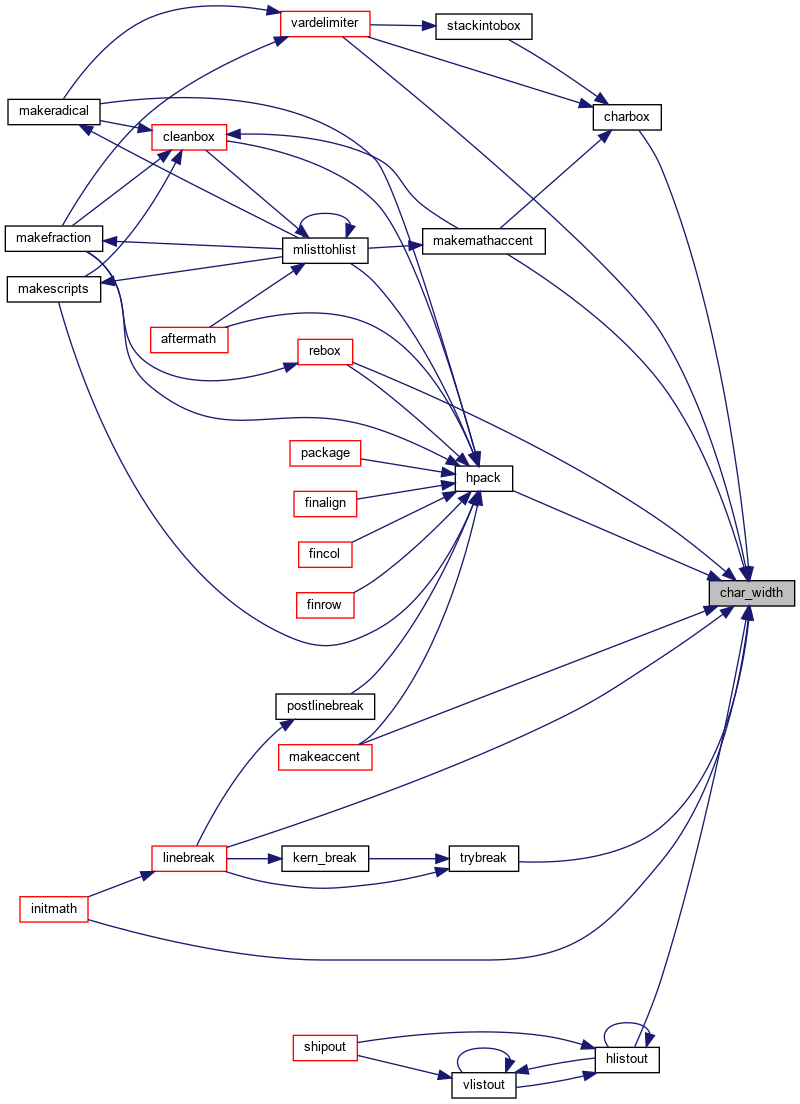 vardelimiter
stackintobox
makeradical
charbox
cleanbox
makefraction
mlisttohlist
makemathaccent
makescripts
aftermath
rebox
package
hpack
finalign
fincol
char_width
finrow
postlinebreak
makeaccent
linebreak
kern_break
trybreak
initmath
shipout
hlistout
vlistout